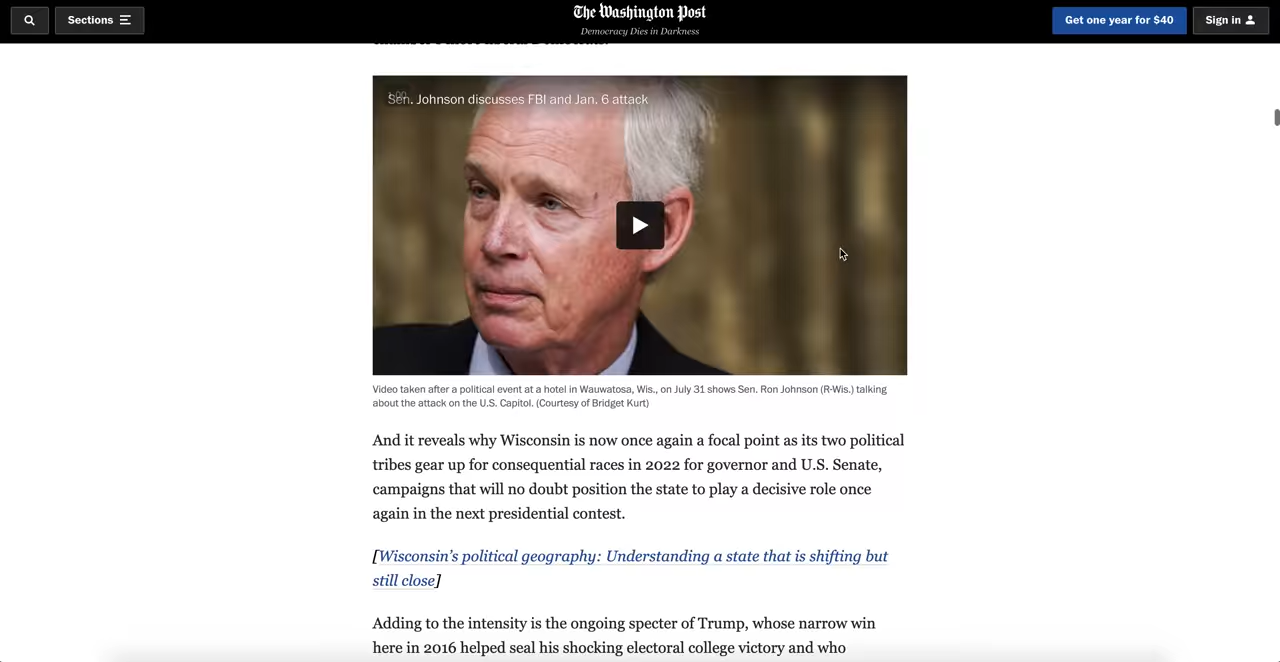 Sections
The Washington Post
Democracy Dies in Darkness
Get one year for $40
Sign in
1:00
Sen. Johnson discusses FBI and Jan. 6 attack
Video taken after a political event at a hotel in Wauwatosa, Wis., on July 31 shows Sen. Ron Johnson (R-Wis.) talking
about the attack on the U.S. Capitol. (Courtesy of Bridget Kurt)
And it reveals why Wisconsin is now once again a focal point as its two political
tribes gear up for consequential races in 2022 for governor and U.S. Senate,
campaigns that will no doubt position the state to play a decisive role once
again in the next presidential contest.
[Wisconsin’s political geography: Understanding a state that is shifting but
still close]
Adding to the intensity is the ongoing specter of Trump, whose narrow win
here in 2016 helped seal his shocking electoral college victory and who